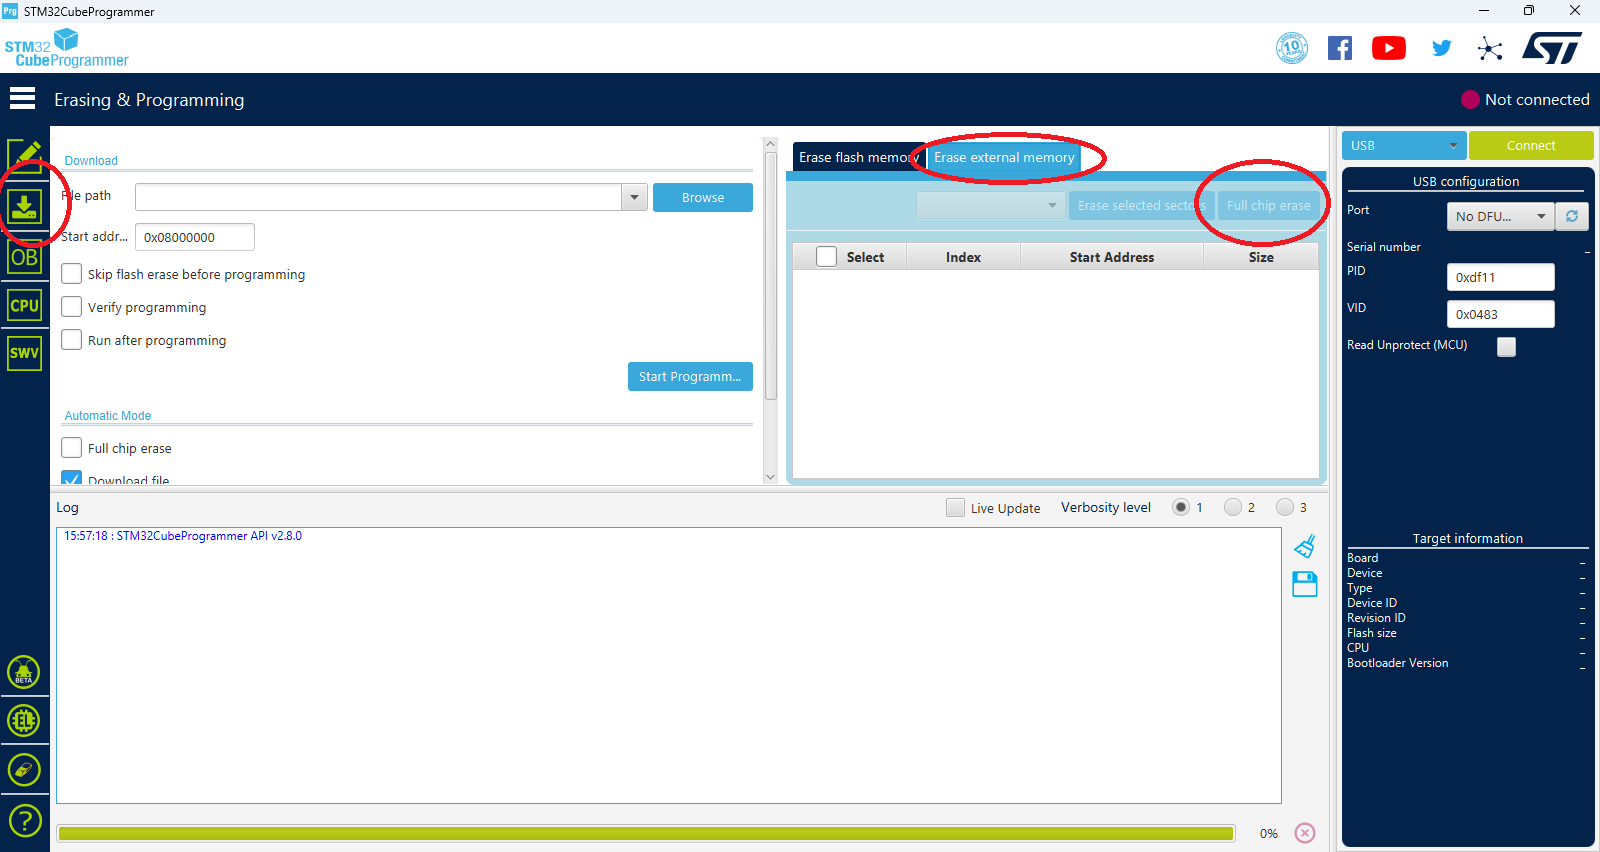 Prg STM32CubeProgrammer
STM32
CubeProgrammer
10
ST
Erasing & Programming
Not connected
Download
File path
Browse
Start addr...
0x08000000
Skip flash erase before programming
Verify programming
Run after programming
Start Programm...
Automatic Mode
Full chip erase
Download file
Erase flash memory
Erase external memory
Erase selected sectors
Full chip erase
Select
Index
Start Address
Size
USB
Connect
USB configuration
Port
No DFU...
Serial number
-
PID
0xdf11
VID
0x0483
Read Unprotect (MCU)
Target information
Board
-
Device
-
Type
-
Device ID
-
Revision ID
-
Flash size
-
CPU
-
Bootloader Version
-
OB
CPU
SWV
BETA
EL
?
Log
Live Update
Verbosity level
1
2
3
15:57:18 : STM32CubeProgrammer API v2.8.0
0%